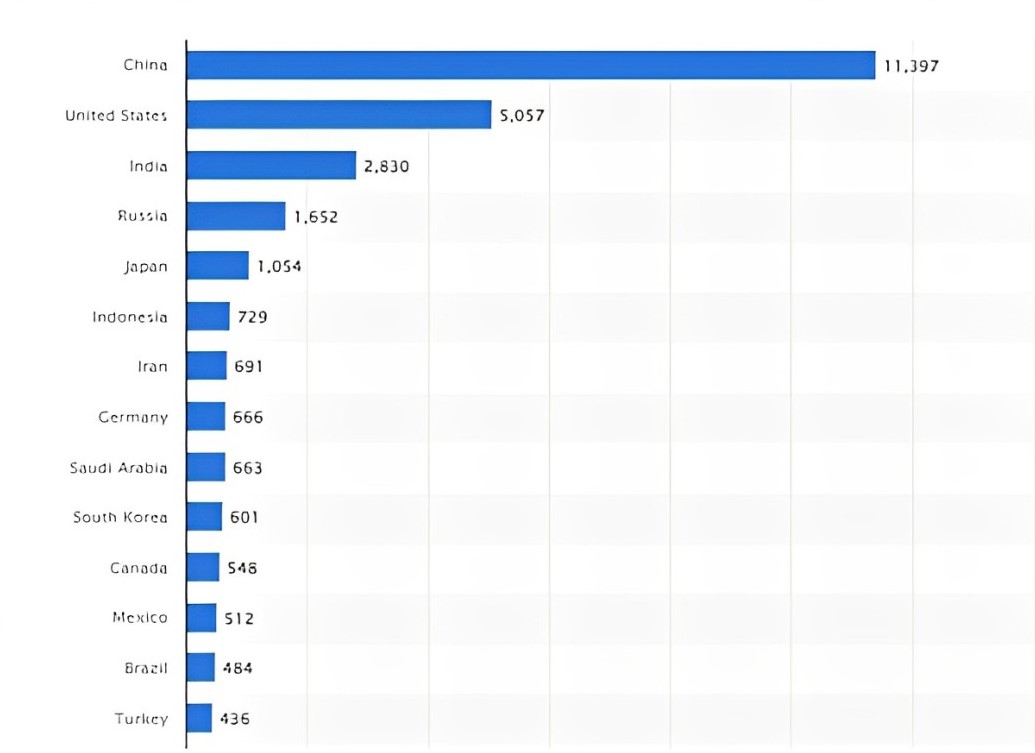 China 11,397
United States 5,057
India 2,830
Russia 1,652
Japan 1,054
Indonesia 729
Iran 691
Germany 666
Saudi Arabia 663
South Korea 601
Canada 548
Mexico 512
Brazil 484
Turkey 436